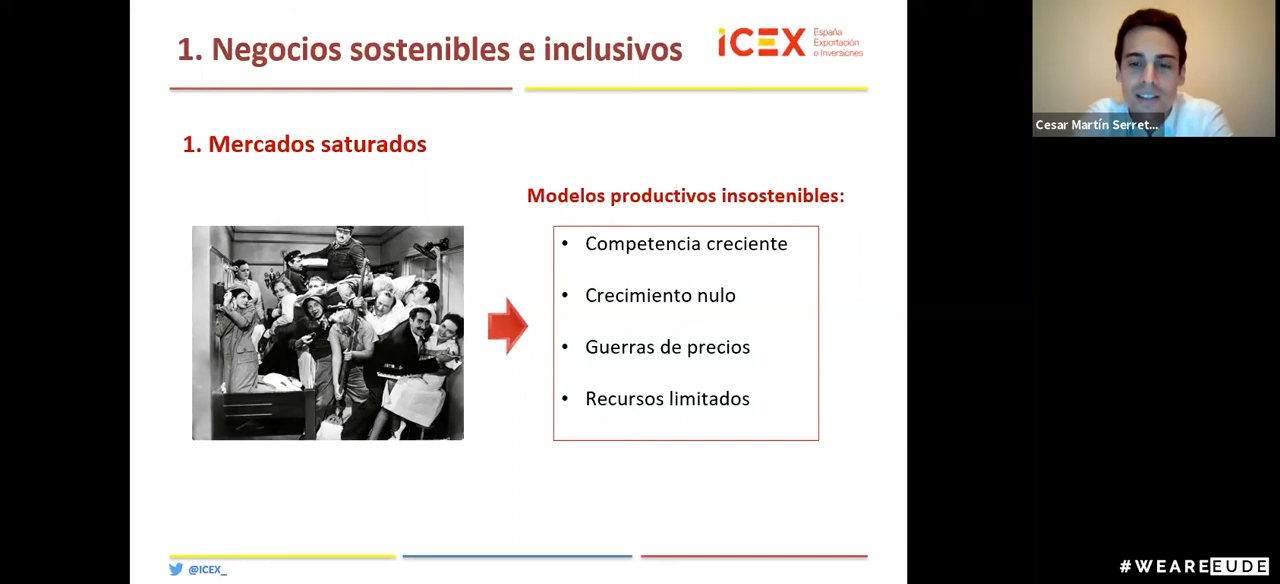 1. Negocios sostenibles e inclusivos
ICEX
España
Exportación
e Inversiones
Cesar Martín Serret...
1. Mercados saturados
Modelos productivos insostenibles:
• Competencia creciente
• Crecimiento nulo
• Guerras de precios
• Recursos limitados
@ICEX_
#WEAREEUDE